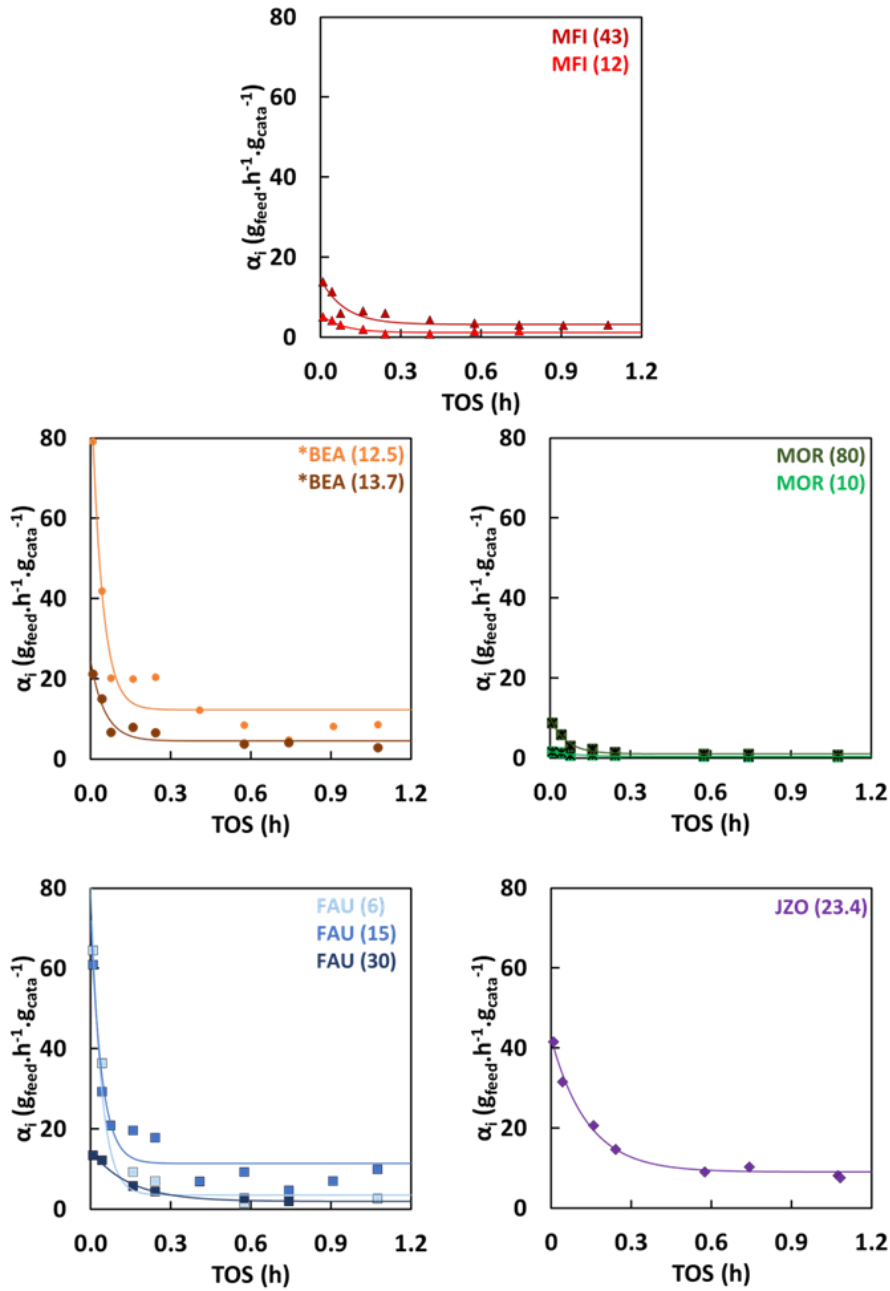 MFI (43)
MFI (12)
αi (gfeed·h-1·gcata-1)
80
60
40
20
0
0.0 0.3 0.6 0.9 1.2
TOS (h)
*BEA (12.5)
*BEA (13.7)
αi (gfeed·h-1·gcata-1)
80
60
40
20
0
0.0 0.3 0.6 0.9 1.2
TOS (h)
MOR (80)
MOR (10)
αi (gfeed·h-1·gcata-1)
80
60
40
20
0
0.0 0.3 0.6 0.9 1.2
TOS (h)
FAU (6)
FAU (15)
FAU (30)
αi (gfeed·h-1·gcata-1)
80
60
40
20
0
0.0 0.3 0.6 0.9 1.2
TOS (h)
JZO (23.4)
αi (gfeed·h-1·gcata-1)
80
60
40
20
0
0 0.3 0.6 0.9 1.2
TOS (h)